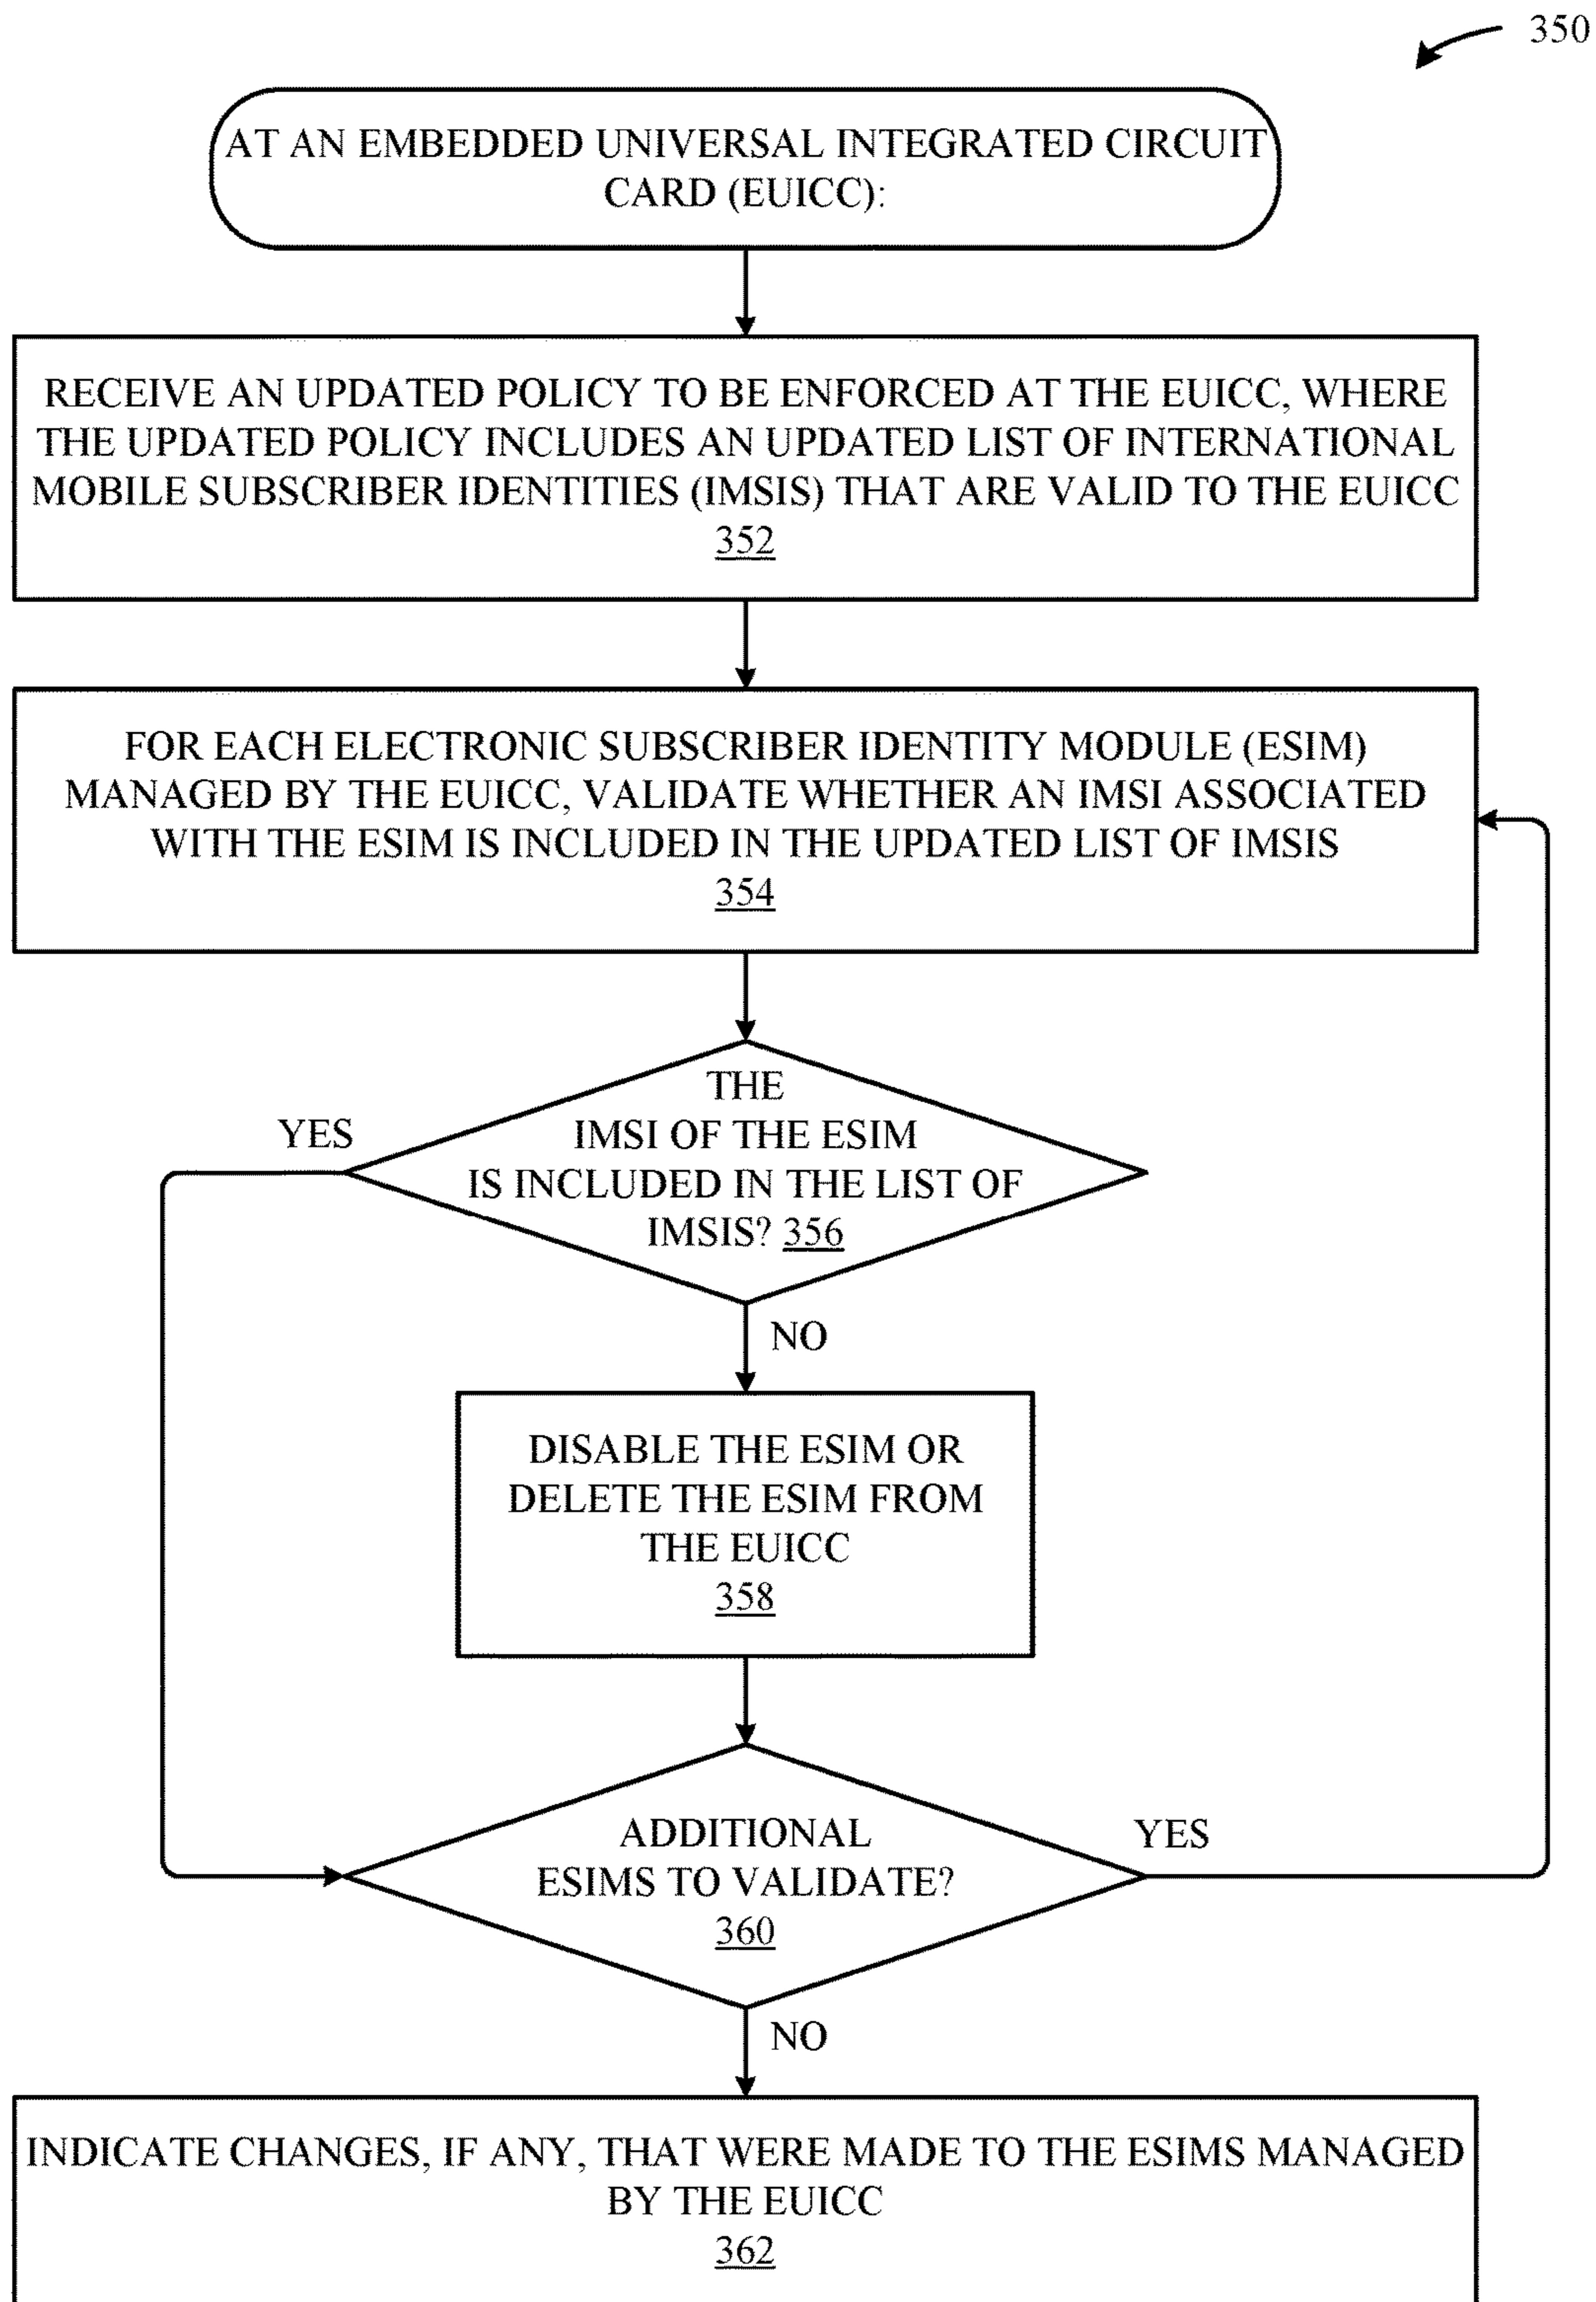 350
AT AN EMBEDDED UNIVERSAL INTEGRATED CIRCUIT
CARD (EUICC):
RECEIVE AN UPDATED POLICY TO BE ENFORCED AT THE EUICC, WHERE
THE UPDATED POLICY INCLUDES AN UPDATED LIST OF INTERNATIONAL
MOBILE SUBSCRIBER IDENTITIES (IMSIS) THAT ARE VALID TO THE EUICC
352
FOR EACH ELECTRONIC SUBSCRIBER IDENTITY MODULE (ESIM)
MANAGED BY THE EUICC, VALIDATE WHETHER AN IMSI ASSOCIATED
WITH THE ESIM IS INCLUDED IN THE UPDATED LIST OF IMSIS
354
THE
YES
IMSI OF THE ESIM
IS INCLUDED IN THE LIST OF
IMSIS? 356
NO
DISABLE THE ESIM OR
DELETE THE ESIM FROM
THE EUICC
358
ADDITIONAL
YES
ESIMS TO VALIDATE?
360
NO
INDICATE CHANGES, IF ANY, THAT WERE MADE TO THE ESIMS MANAGED
BY THE EUICC
362